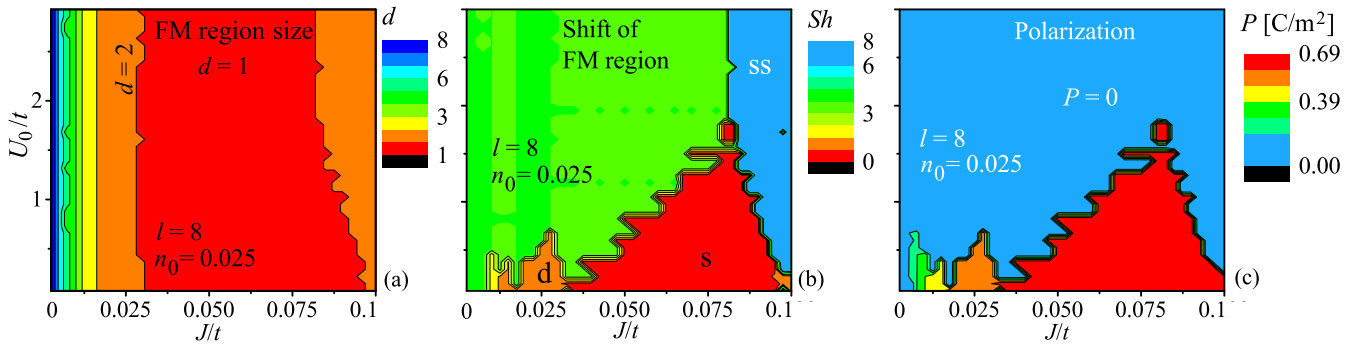 FM region size
d = 1
d = 2
l = 8
n₀= 0.025
(a)
U₀/t
2
1
0
0.025
0.050
0.075
0.1
J/t
d
8
6
3
1
Shift of
FM region
ss
l = 8
n₀= 0.025
d
s
(b)
0
0.025
0.050
0.075
0.1
J/t
Sh
8
6
3
0
Polarization
P = 0
l = 8
n₀= 0.025
(c)
0
0.025
0.050
0.075
0.1
J/t
P [C/m²]
0.69
0.39
0.00